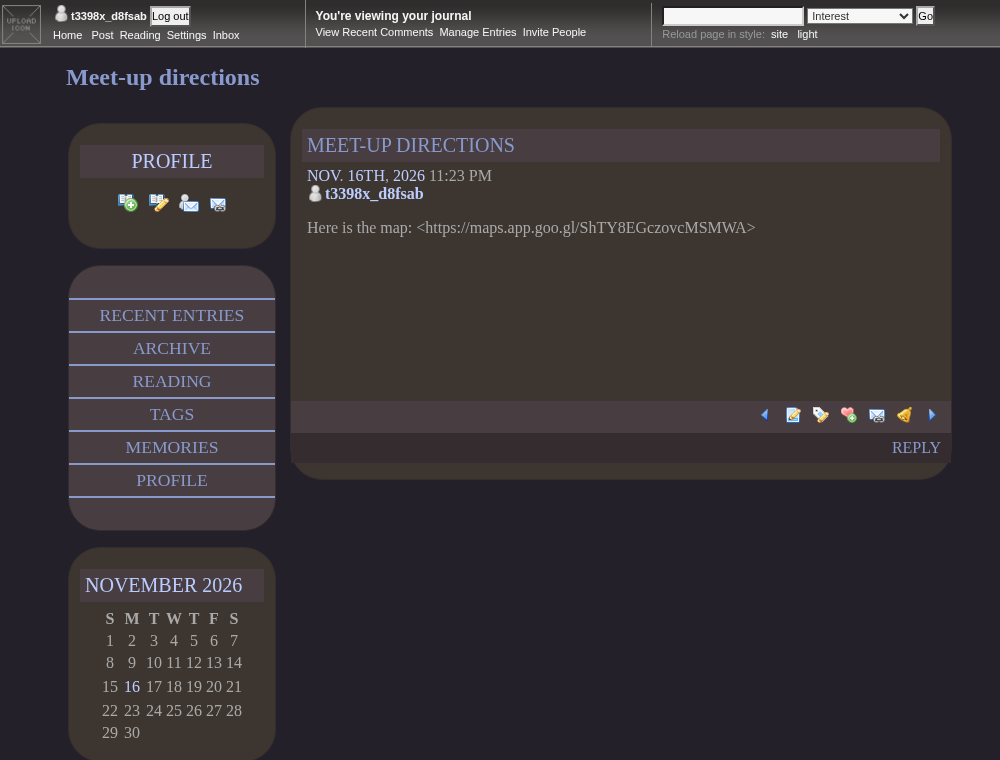 UPLOAD ICON
t3398x_d8fsab Log out
Home Post Read​ing Settings Inbox
You're viewing your journal
View Recent Comments Manage Entries Invite People
Interest Go
Reload page in style: site light
Meet-up directions
PROFILE
RECENT ENTRIES
ARCHIVE
READING
TAGS
MEMORIES
PROFILE
NOVEMBER 2026
S M T W T F S
1 2 3 4 5 6 7
8 9 10 11 12 13 14
15 16 17 18 19 20 21
22 23 24 25 26 27 28
29 30
MEET-UP DIRECTIONS
NOV. 16TH, 2026 11:23 PM
t3398x_d8fsab
Here is the map: <https://maps.app.goo.gl/ShTY8EGczovcMSMWA>
REPLY